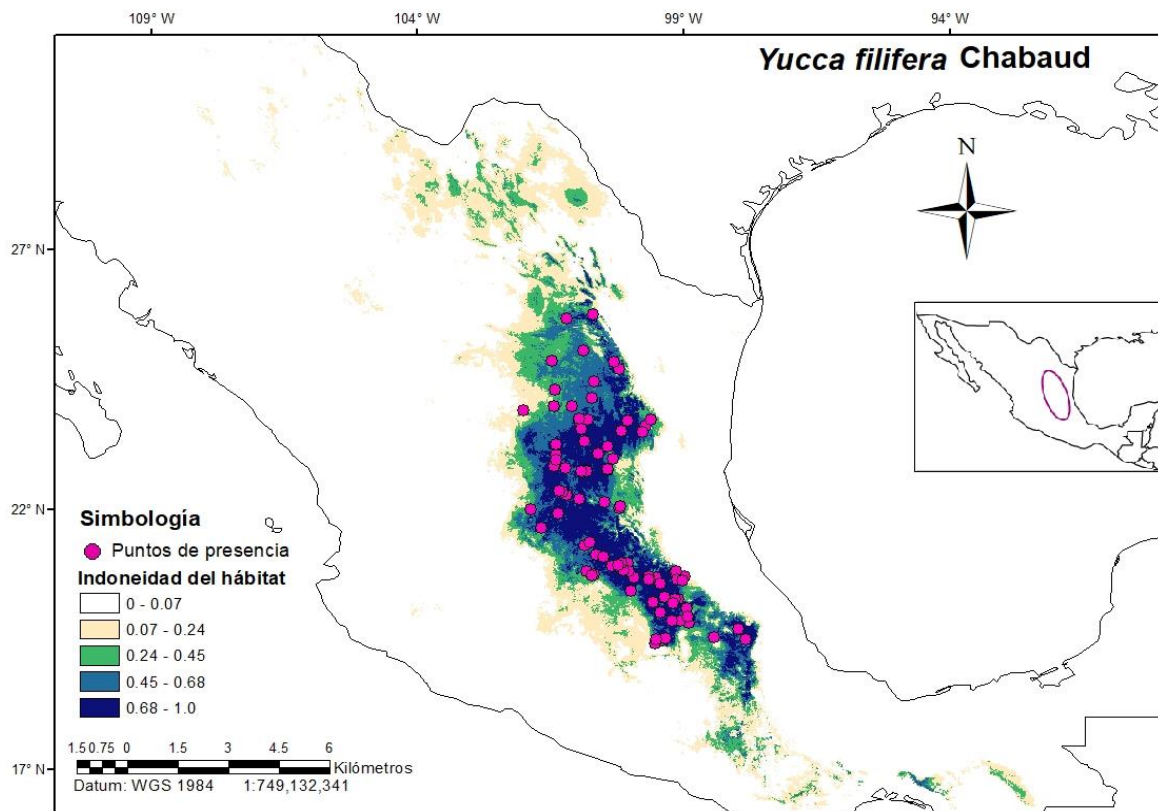 109° W 104° W 99° W 94° W
Yucca filifera Chabaud
N
27° N
22° N
17° N
Simbología
Puntos de presencia
Indoneidad del hábitat
0 - 0.07
0.07 - 0.24
0.24 - 0.45
0.45 - 0.68
0.68 - 1.0
1.5 0.75 0 1.5 3 4.5 6
Kilómetros
Datum: WGS 1984 1:749,132,341